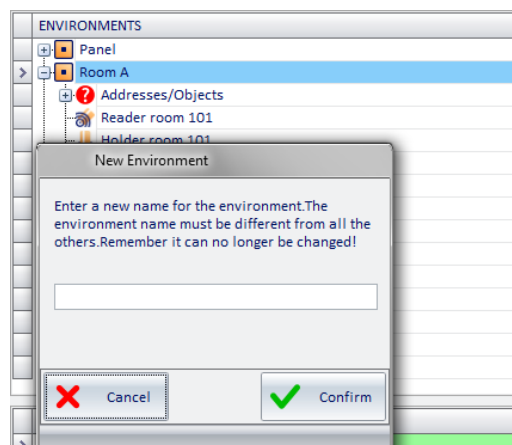 ENVIRONMENTS
Panel
Room A
Addresses/Objects
Reader room 101
Holder room 101
New Environment
Enter a new name for the environment.The
environment name must be different from all the
others.Remember it can no longer be changed!
Cancel
Confirm